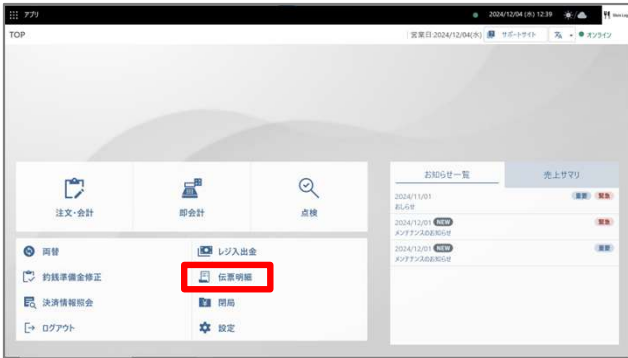 アプリ
2024/12/04 (水) 12:39
TOP
営業日:2024/12/04(水)
サポートサイト
オンライン
注文・会計
即会計
点検
両替
レジ入出金
釣銭準備金修正
伝票明細
決済情報照会
閉局
ログアウト
設定
お知らせ一覧
売上サマリ
2024/11/01
重要 緊急
おしらせ
2024/12/01 NEW
緊急
メンテナンスのお知らせ
2024/12/01 NEW
重要
メンテナンスのお知らせ